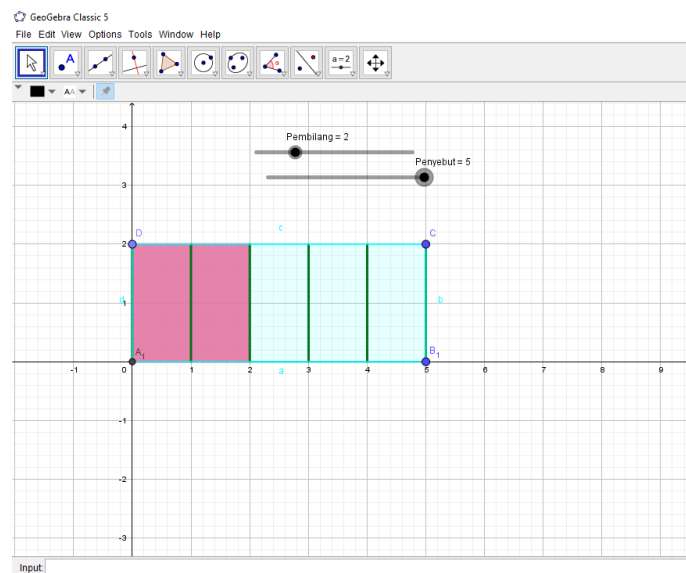 GeoGebra Classic 5
File Edit View Options Tools Window Help
A
a=2
AA
4
Pembilang = 2
Penyebut = 5
3
c
D
C
2
d
1
b
A1
B1
-1
0
1
2
3
4
5
6
7
8
9
a
-1
-2
-3
Input: